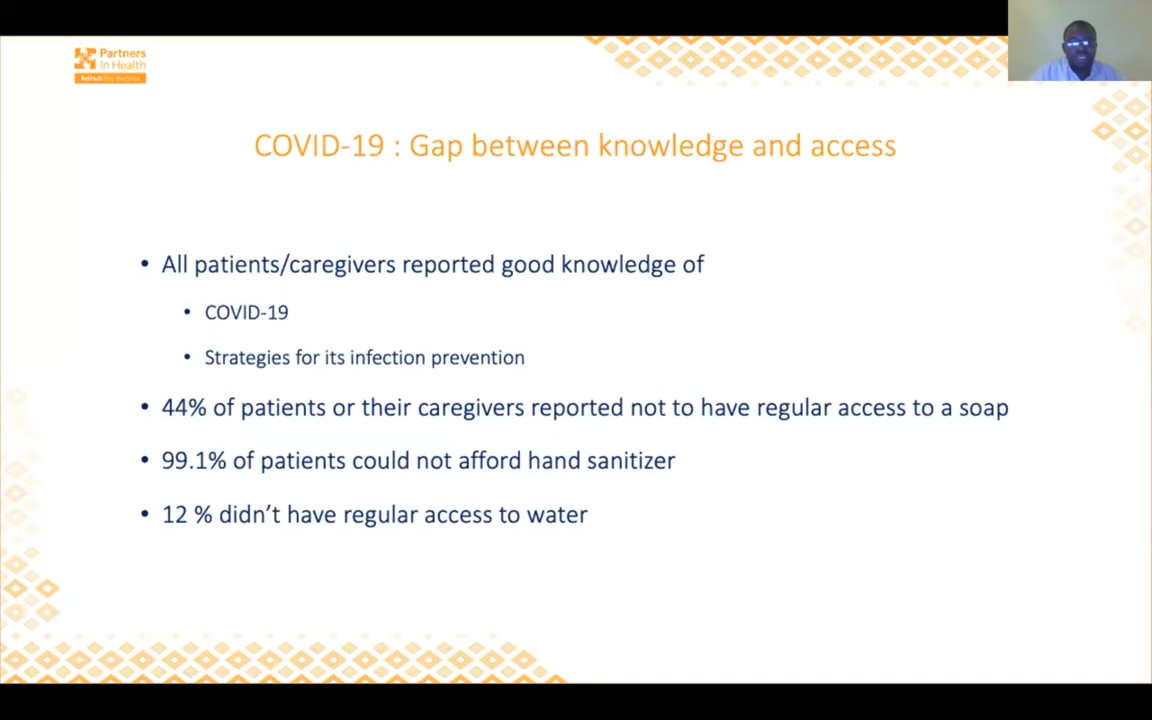 Partners
In Health
COVID-19 : Gap between knowledge and access
• All patients/caregivers reported good knowledge of
• COVID-19
• Strategies for its infection prevention
• 44% of patients or their caregivers reported not to have regular access to a soap
• 99.1% of patients could not afford hand sanitizer
• 12 % didn’t have regular access to water